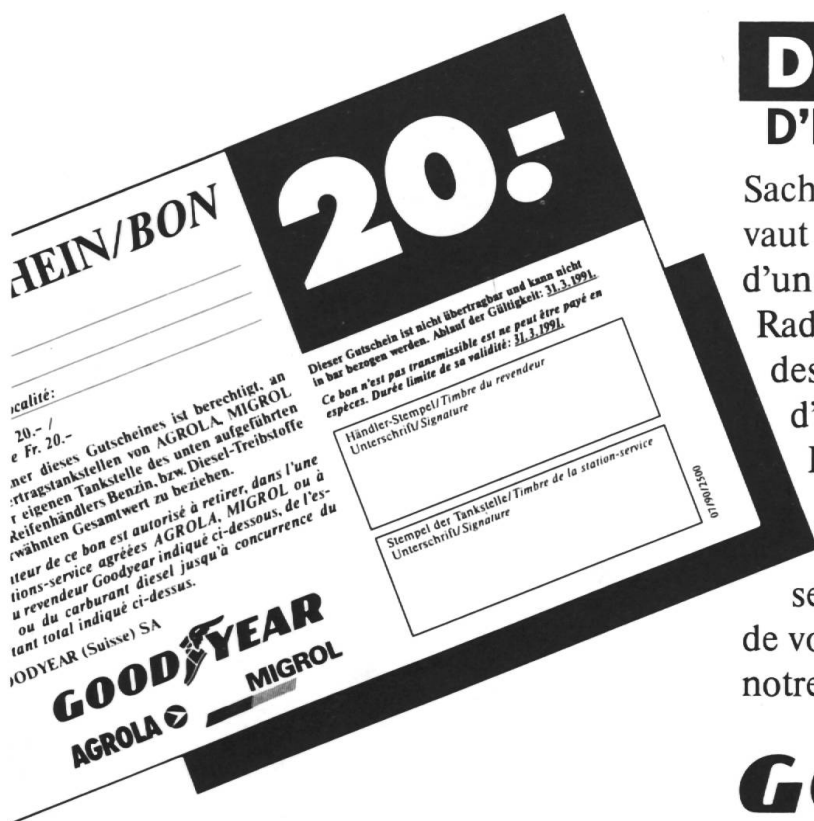 HEIN/BON
20.-
ocalité:
20.- /
e Fr. 20.-
ner dieses Gutscheines ist berechtigt, an
ertragstankstellen von AGROLA, MIGROL
r eigenen Tankstelle des unten aufgeführten
Reifenhändlers Benzin, bzw. Diesel-Treibstoffe
rwähnten Gesamtwert zu beziehen.
teur de ce bon est autorisé à retirer, dans l'une
tions-service agréées AGROLA, MIGROL ou à
u revendeur Goodyear indiqué ci-dessous, de l'es-
ou du carburant diesel jusqu'à concurrence du
tant total indiqué ci-dessus.
OODYEAR (Suisse) SA
GOODYEAR
AGROLA MIGROL
Dieser Gutschein ist nicht übertragbar und kann nicht
in bar bezogen werden. Ablauf der Gültigkeit: 31.3.1991.
Ce bon n'est pas transmissible est ne peut être payé en
espèces. Durée limite de sa validité: 31.3.1991.
Händler-Stempel/Timbre du revendeur
Unterschrift/Signature
Stempel der Tankstelle/Timbre de la station-service
Unterschrift/Signature
07/90/2500
D
D'
Sach
vaut
d'un
Rad
des
d'
se
de vo
notre
GO